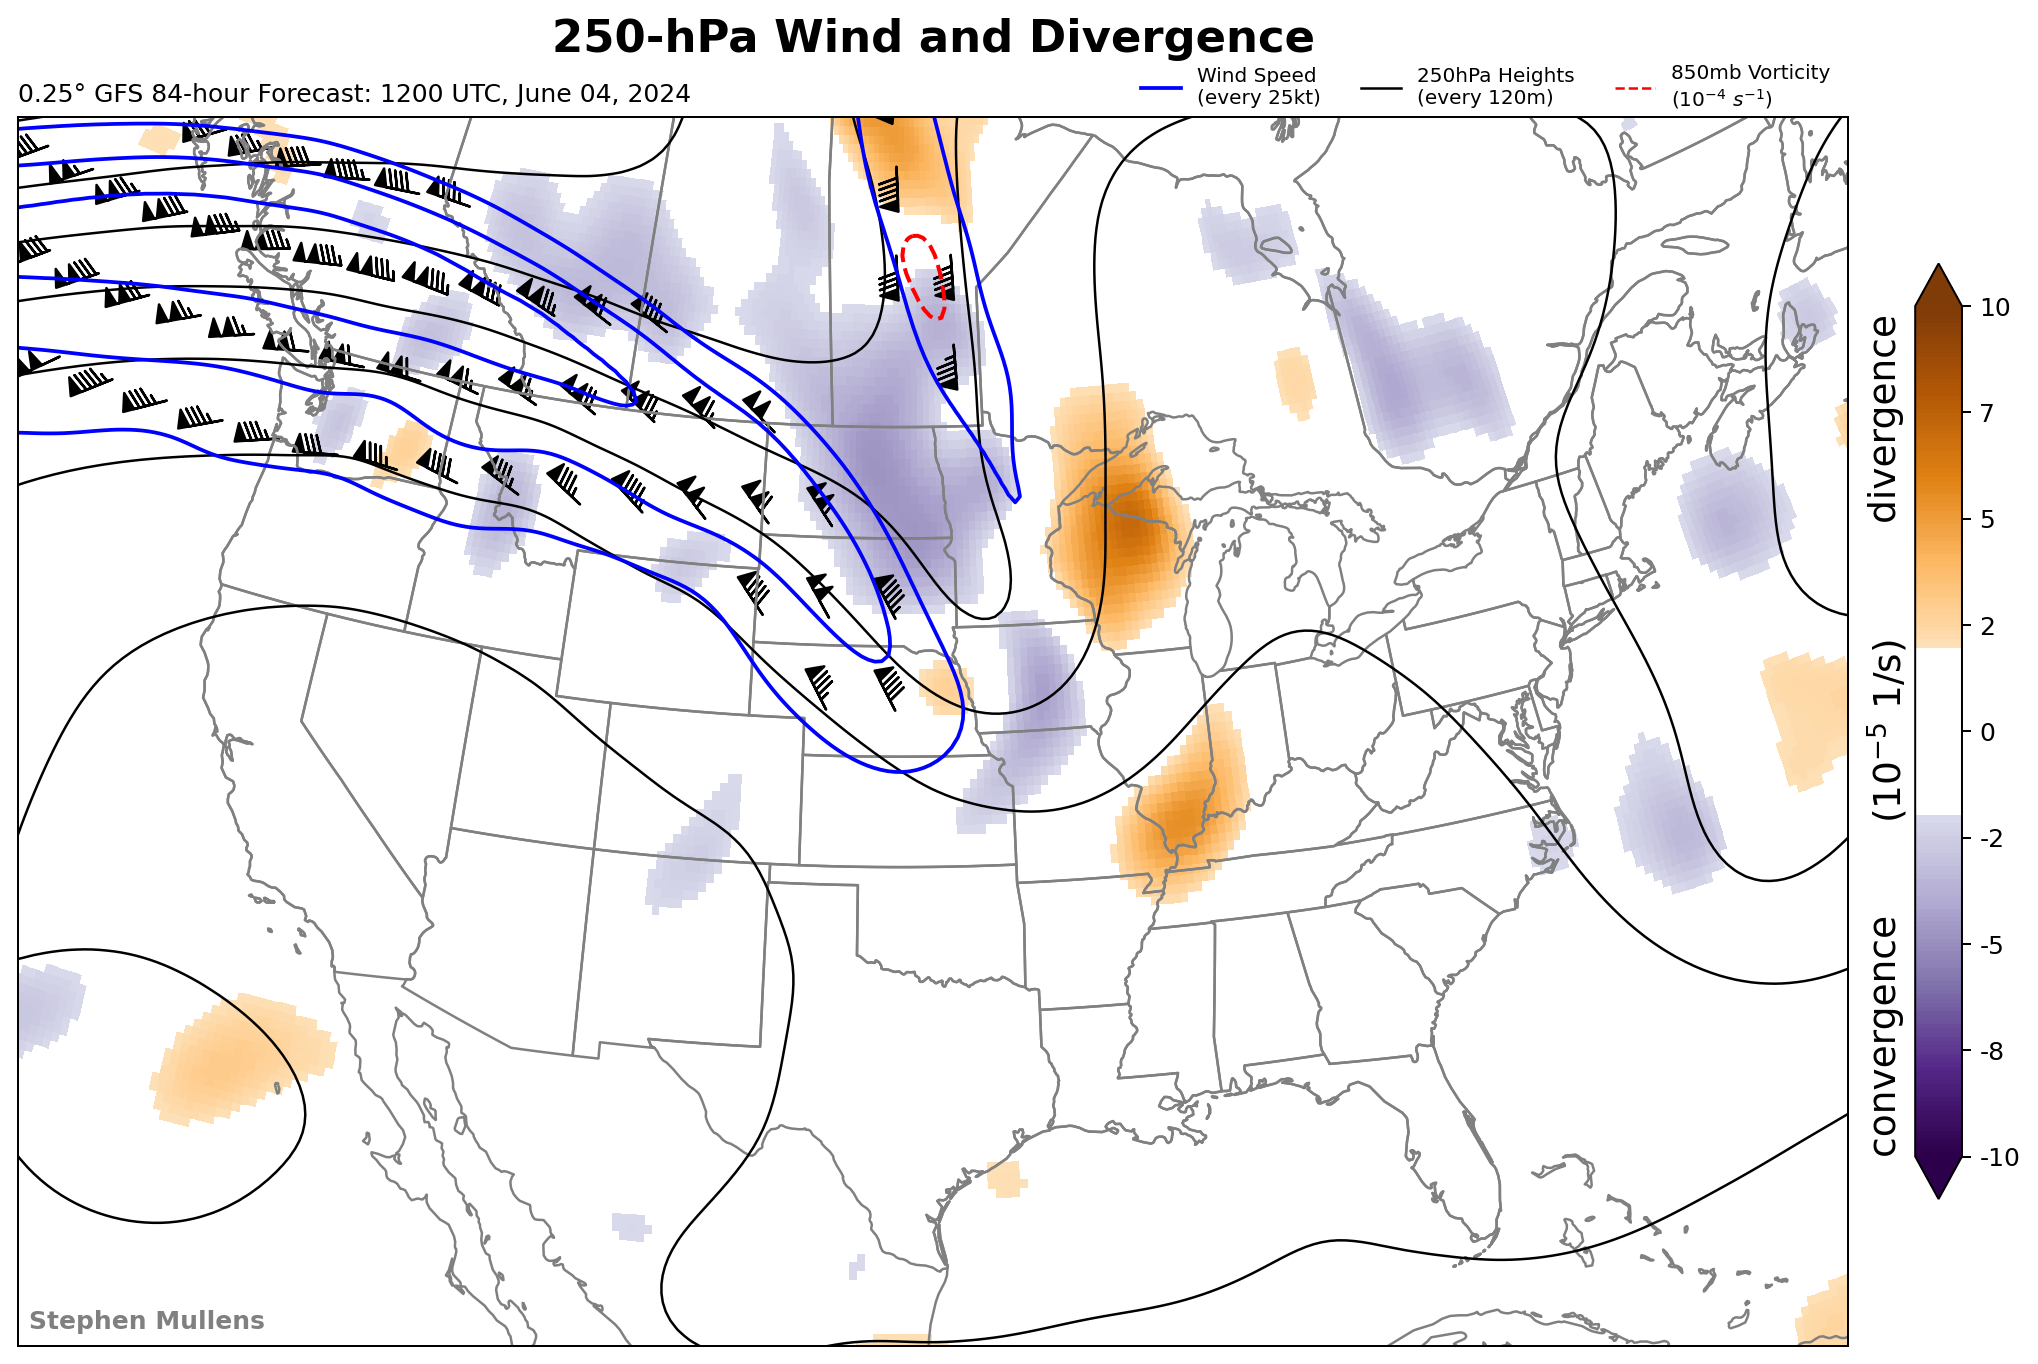 250-hPa Wind and Divergence
0.25° GFS 84-hour Forecast: 1200 UTC, June 04, 2024
Wind Speed
(every 25kt)
250hPa Heights
(every 120m)
850mb Vorticity
(10⁻⁴ s⁻¹)
10
7
5
2
0
-2
-5
-8
-10
convergence (10⁻⁵ 1/s) divergence
Stephen Mullens